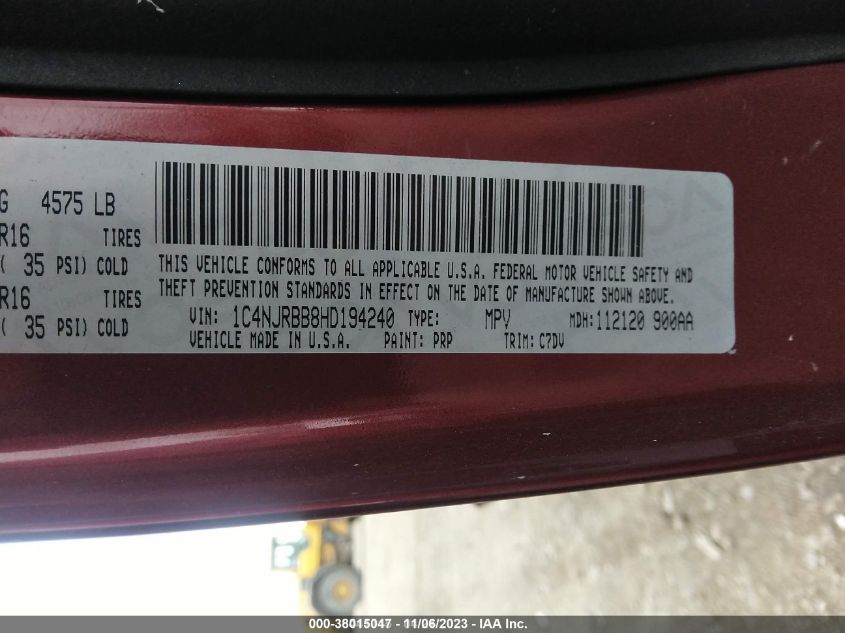 G 4575 LB
R16 TIRES
( 35 PSI) COLD
R16 TIRES
( 35 PSI) COLD
THIS VEHICLE CONFORMS TO ALL APPLICABLE U.S.A. FEDERAL MOTOR VEHICLE SAFETY AND
THEFT PREVENTION STANDARDS IN EFFECT ON THE DATE OF MANUFACTURE SHOWN ABOVE.
VIN: 1C4NJRBB8HD194240 TYPE: MPV MDH:112120 900AA
VEHICLE MADE IN U.S.A. PAINT: PRP TRIM: C7DV
000-38015047 - 11/06/2023 - IAA Inc.